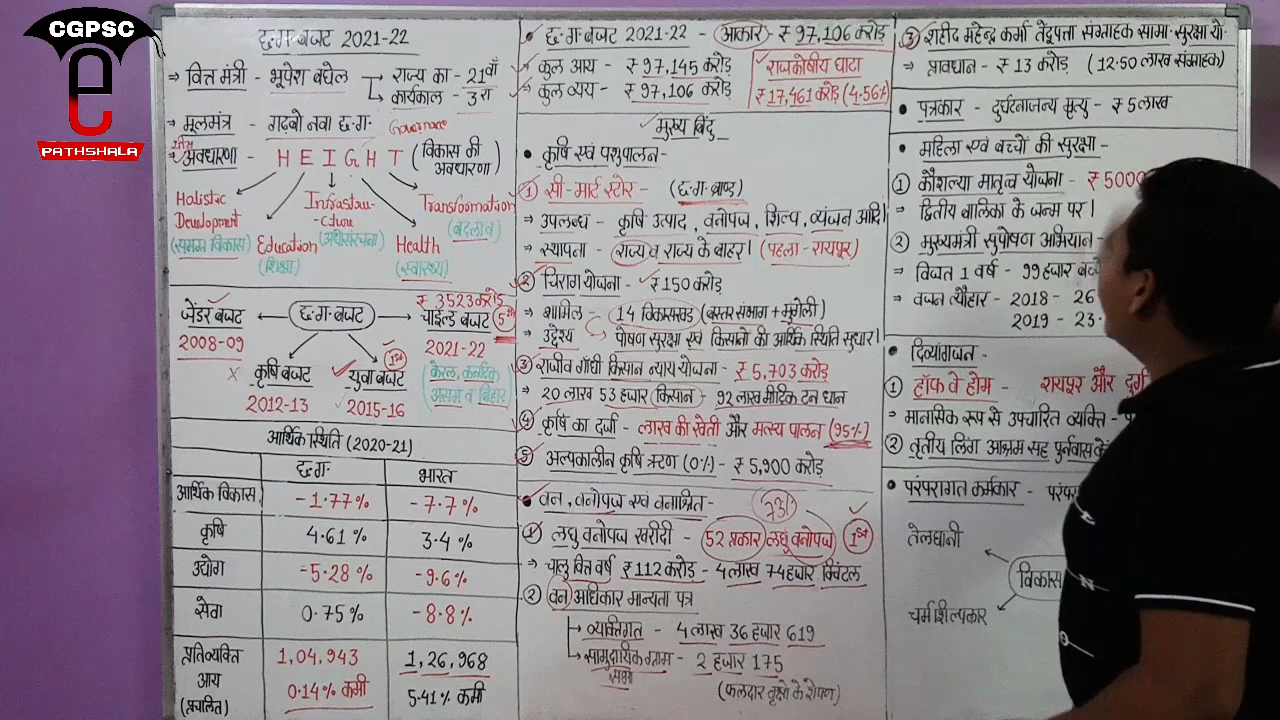 CGPSC
e
PATHSHALA
छ.ग. बजट 2021-22
⇒ वित्त मंत्री - भूपेश बघेल → राज्य का - 21वाँ
→ कार्यकाल - 3रा
⇒ मूलमंत्र - गढ़बो नवा छ.ग.
Governance
⇒ अवधारणा - H E I G H T (विकास की अवधारणा)
Holistic Development (समग्र विकास)
Education (शिक्षा)
Infrastau-cture (अधोसंरचना)
Health (स्वास्थ्य)
Transformation (बदलाव)
छ.ग. बजट
जेंडर बजट
2008-09
कृषि बजट
2012-13
युवा बजट 1st
2015-16
₹ 3523 करोड़
चाइल्ड बजट 5th
2021-22
केरल, कर्नाटक
असम व बिहार
आर्थिक स्थिति (2020-21)
छ.ग. भारत
आर्थिक विकास -1.77% -7.7%
कृषि 4.61% 3.4%
उद्योग -5.28% -9.6%
सेवा 0.75% -8.8%
प्रतिव्यक्ति आय (प्रचलित) 1,04,943 1,26,968
0.14% कमी 5.41% कमी
• छ.ग. बजट 2021-22 - आकार - ₹ 97,106 करोड़
कुल आय - ₹ 97,145 करोड़
कुल व्यय - ₹ 97,106 करोड़
राजकोषीय घाटा
₹ 17,461 करोड़ (4.56%)
मुख्य बिंदु
• कृषि एवं पशुपालन -
① सी-मार्ट स्टोर - (छ.ग. ब्राण्ड)
⇒ उपलब्ध - कृषि उत्पाद, वनोपज, शिल्प, व्यंजन आदि।
⇒ स्थापना - राज्य व राज्य के बाहर। (पहला - रायपुर)
② चिराग योजना - ₹ 150 करोड़
⇒ शामिल - 14 विकासखंड (बस्तर संभाग + मुंगेली)
⇒ उद्देश्य - पोषण सुरक्षा एवं किसानो की आर्थिक स्थिति सुधार।
③ राजीव गाँधी किसान न्याय योजना - ₹ 5,703 करोड़
⇒ 20 लाख 53 हजार किसान - 92 लाख मीट्रिक टन धान
④ कृषि का दर्जा - लाख की खेती और मत्स्य पालन (95%)
⑤ अल्पकालीन कृषि ऋण (0%) - ₹ 5,900 करोड़
• वन, वनोपज एवं वनाश्रित -
73%
① लघु वनोपज खरीदी - 52 प्रकार लघु वनोपज 1st
⇒ चालु वित्त वर्ष ₹ 112 करोड़ - 4 लाख 74 हजार क्विंटल
② वन अधिकार मान्यता पत्र
→ व्यक्तिगत - 4 लाख 36 हजार 619
→ सामुदायिक - 2 हजार 175
(फलदार वृक्षो के रोपण)
③ शहीद महेन्द्र कर्मा तेंदुपत्ता संग्राहक सामा. सुरक्षा यो.
⇒ प्रावधान - ₹ 13 करोड़ (12.50 लाख संग्राहक)
• पत्रकार - दुर्घटनाजन्य मृत्यु - ₹ 5 लाख
• महिला एवं बच्चों की सुरक्षा -
① कौशल्या मातृत्व योजना - ₹ 5000
⇒ द्वितीय बालिका के जन्म पर।
② मुख्यमंत्री सुपोषण अभियान -
⇒ विगत 1 वर्ष - 99 हजार
⇒ वजन त्यौहार - 2018 - 26
2019 - 23.
• दिव्यांगजन -
① हॉफ वे होम - रायपुर और दुर्ग
⇒ मानसिक रूप से उपचारित व्यक्ति -
② तृतीय लिंग आश्रम सह पुर्नवास
• परंपरागत कर्मकार -
तेलघानी
विकास
चर्म शिल्पकार